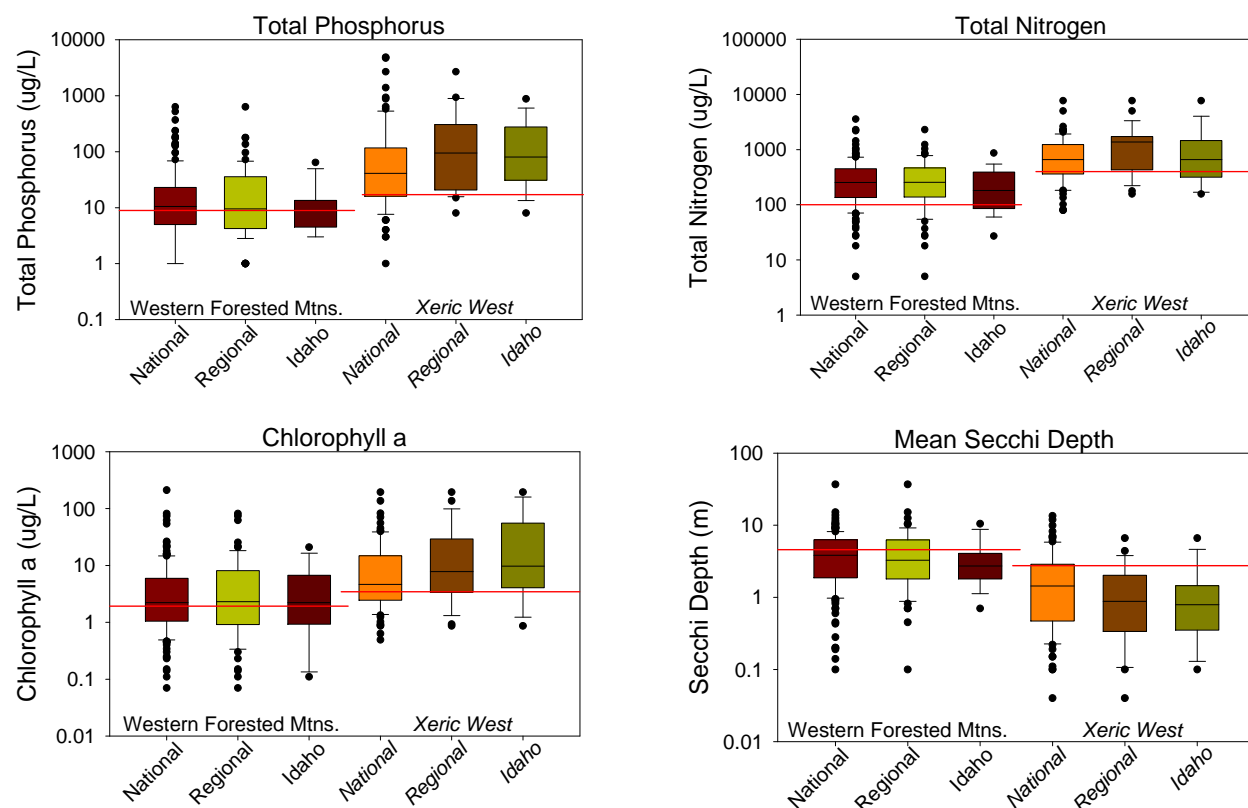 Total Phosphorus
Total Phosphorus (ug/L)
10000
1000
100
10
1
0.1
Western Forested Mtns.
Xeric West
National
Regional
Idaho
National
Regional
Idaho
Total Nitrogen
Total Nitrogen (ug/L)
100000
10000
1000
100
10
1
Western Forested Mtns.
Xeric West
National
Regional
Idaho
National
Regional
Idaho
Chlorophyll a
Chlorophyll a (ug/L)
1000
100
10
1
0.1
0.01
Western Forested Mtns.
Xeric West
National
Regional
Idaho
National
Regional
Idaho
Mean Secchi Depth
Secchi Depth (m)
100
10
1
0.1
0.01
Western Forested Mtns.
Xeric West
National
Regional
Idaho
National
Regional
Idaho